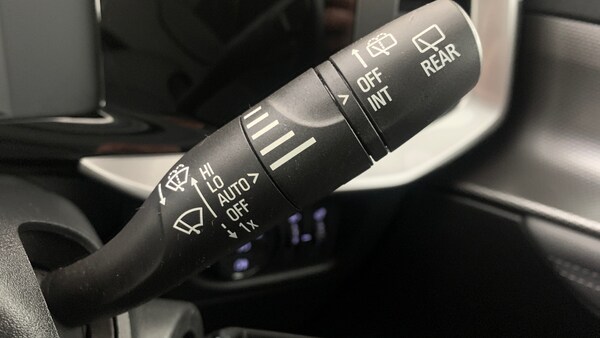 OFF
INT
REAR
HI
LO
AUTO
OFF
1x